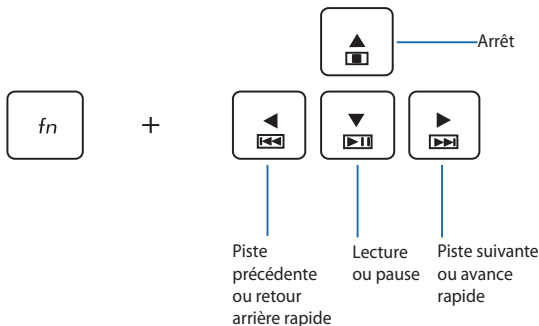 Arrêt
fn
+
Piste
précédente
ou retour
arrière rapide
Lecture
ou pause
Piste suivante
ou avance
rapide